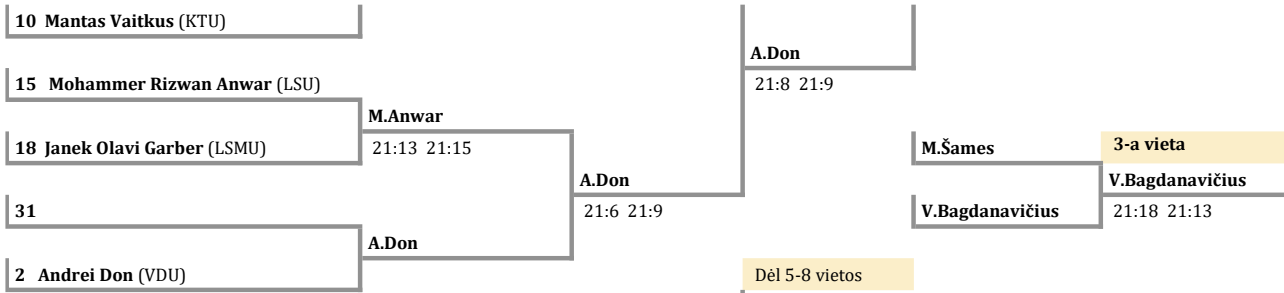 10 Mantas Vaitkus (KTU)
A.Don
15 Mohammer Rizwan Anwar (LSU)
21:8 21:9
M.Anwar
18 Janek Olavi Garber (LSMU)
21:13 21:15
M.Šames
3-a vieta
A.Don
V.Bagdanavičius
31
21:6 21:9
V.Bagdanavičius
21:18 21:13
A.Don
2 Andrei Don (VDU)
Dėl 5-8 vietos